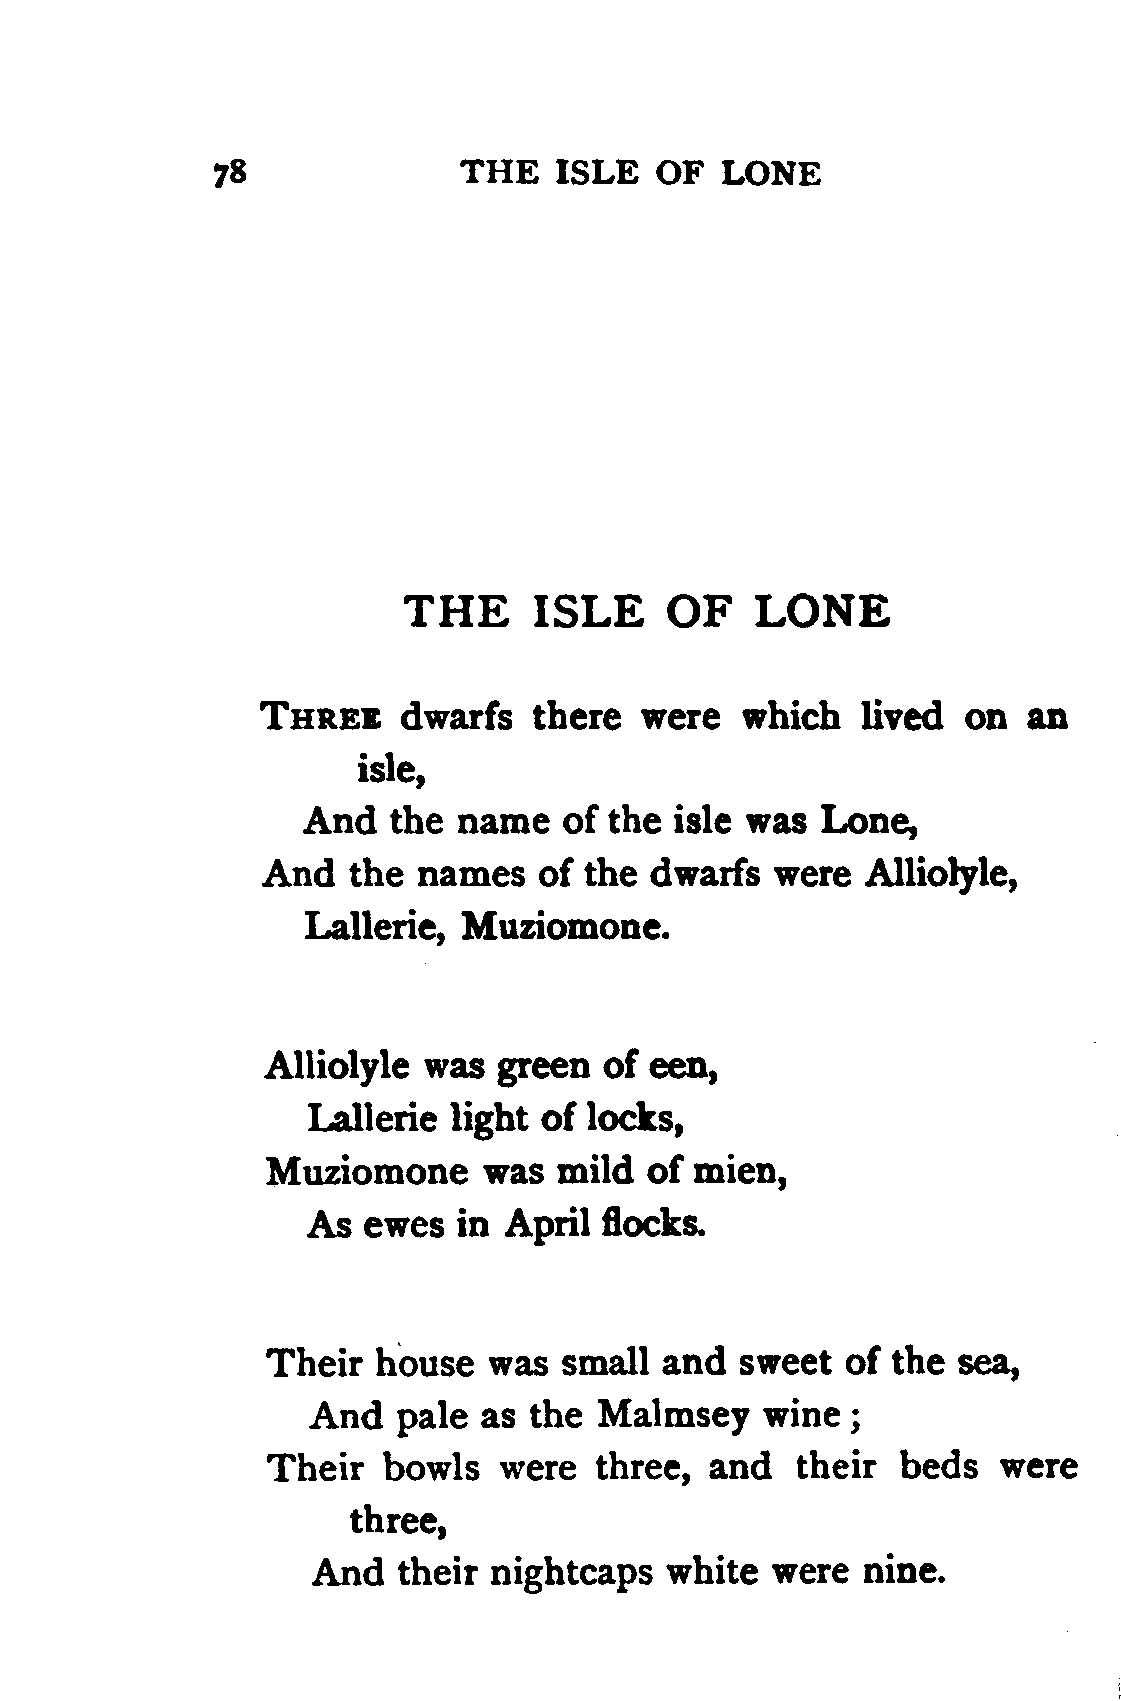 78 THE ISLE OF LONE
THE ISLE OF LONE
THREE dwarfs there were which lived on an
isle,
And the name of the isle was Lone,
And the names of the dwarfs were Alliolyle,
Lallerie, Muziomone.
Alliolyle was green of een,
Lallerie light of locks,
Muziomone was mild of mien,
As ewes in April flocks.
Their house was small and sweet of the sea,
And pale as the Malmsey wine ;
Their bowls were three, and their beds were
three,
And their nightcaps white were nine.